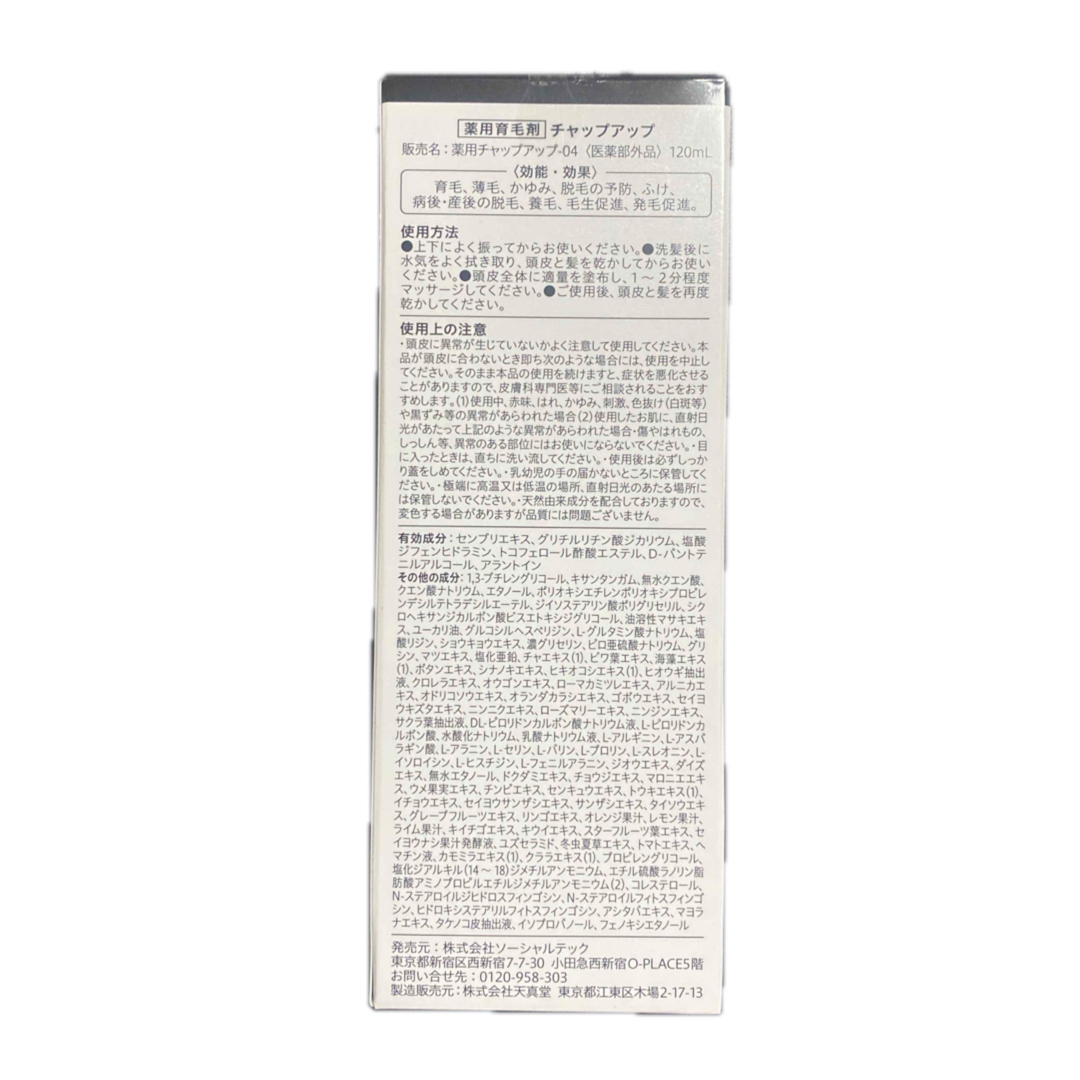 薬用育毛剤 チャップアップ
販売名：薬用チャップアップ-04〈医薬部外品〉120mL
〈効能・効果〉
育毛、薄毛、かゆみ、脱毛の予防、ふけ、
病後・産後の脱毛、養毛、毛生促進、発毛促進。
使用方法
●上下によく振ってからお使いください。●洗髪後に
水気をよく拭き取り、頭皮と髪を乾かしてからお使い
ください。●頭皮全体に適量を塗布し、1～2分程度
マッサージしてください。●ご使用後、頭皮と髪を再度
乾かしてください。
使用上の注意
・頭皮に異常が生じていないかよく注意して使用してください。本
品が頭皮に合わないとき即ち次のような場合には、使用を中止し
てください。そのまま本品の使用を続けますと、症状を悪化させる
ことがありますので、皮膚科専門医等にご相談されることをおす
すめします。(1)使用中、赤味、はれ、かゆみ、刺激、色抜け(白斑等)
や黒ずみ等の異常があらわれた場合(2)使用したお肌に、直射日
光があたって上記のような異常があらわれた場合・傷やはれもの、
しっしん等、異常のある部位にはお使いにならないでください。・目
に入ったときは、直ちに洗い流してください。・使用後は必ずしっか
り蓋をしめてください。・乳幼児の手の届かないところに保管してく
ださい。・極端に高温又は低温の場所、直射日光のあたる場所に
は保管しないでください。・天然由来成分を配合しておりますので、
変色する場合がありますが品質には問題ございません。
有効成分：センブリエキス、グリチルリチン酸ジカリウム、塩酸
ジフェンヒドラミン、トコフェロール酢酸エステル、D-パントテ
ニルアルコール、アラントイン
その他の成分：1,3-ブチレングリコール、キサンタンガム、無水クエン酸、
クエン酸ナトリウム、エタノール、ポリオキシエチレンポリオキシプロピレ
ンデシルテトラデシルエーテル、ジイソステアリン酸ポリグリセリル、シク
ロヘキサンジカルボン酸ビスエトキシジグリコール、油溶性マサキエキ
ス、ユーカリ油、グルコシルヘスペリジン、L-グルタミン酸ナトリウム、塩
酸リジン、ショウキョウエキス、濃グリセリン、ピロ亜硫酸ナトリウム、グリ
シン、マツエキス、塩化亜鉛、チャエキス(1)、ビワ葉エキス、海藻エキス
(1)、ボタンエキス、シナノキエキス、ヒキオコシエキス(1)、ヒオウギ抽出
液、クロレラエキス、オウゴンエキス、ローマカミツレエキス、アルニカエ
キス、オドリコソウエキス、オランダカラシエキス、ゴボウエキス、セイヨ
ウキズタエキス、ニンニクエキス、ローズマリーエキス、ニンジンエキス、
サクラ葉抽出液、DL-ピロリドンカルボン酸ナトリウム液、L-ピロリドンカ
ルボン酸、水酸化ナトリウム、乳酸ナトリウム液、L-アルギニン、L-アスパ
ラギン酸、L-アラニン、L-セリン、L-バリン、L-プロリン、L-スレオニン、L-
イソロイシン、L-ヒスチジン、L-フェニルアラニン、ジオウエキス、ダイズ
エキス、無水エタノール、ドクダミエキス、チョウジエキス、マロニエエキ
ス、ウメ果実エキス、チンピエキス、センキュウエキス、トウキエキス(1)、
イチョウエキス、セイヨウサンザシエキス、サンザシエキス、タイソウエキ
ス、グレープフルーツエキス、リンゴエキス、オレンジ果汁、レモン果汁、
ライム果汁、キイチゴエキス、キウイエキス、スターフルーツ葉エキス、セ
イヨウナシ果汁発酵液、ユズセラミド、冬虫夏草エキス、トマトエキス、ヘ
マチン液、カモミラエキス(1)、クララエキス(1)、プロピレングリコール、
塩化ジアルキル(14～18)ジメチルアンモニウム、エチル硫酸ラノリン脂
肪酸アミノプロピルエチルジメチルアンモニウム(2)、コレステロール、
N-ステアロイルジヒドロスフィンゴシン、N-ステアロイルフィトスフィンゴ
シン、ヒドロキシステアリルフィトスフィンゴシン、アシタバエキス、マヨラ
ナエキス、タケノコ皮抽出液、イソプロパノール、フェノキシエタノール
発売元：株式会社ソーシャルテック
東京都新宿区西新宿7-7-30 小田急西新宿O-PLACE5階
お問い合せ先：0120-958-303
製造販売元：株式会社天真堂 東京都江東区木場2-17-13